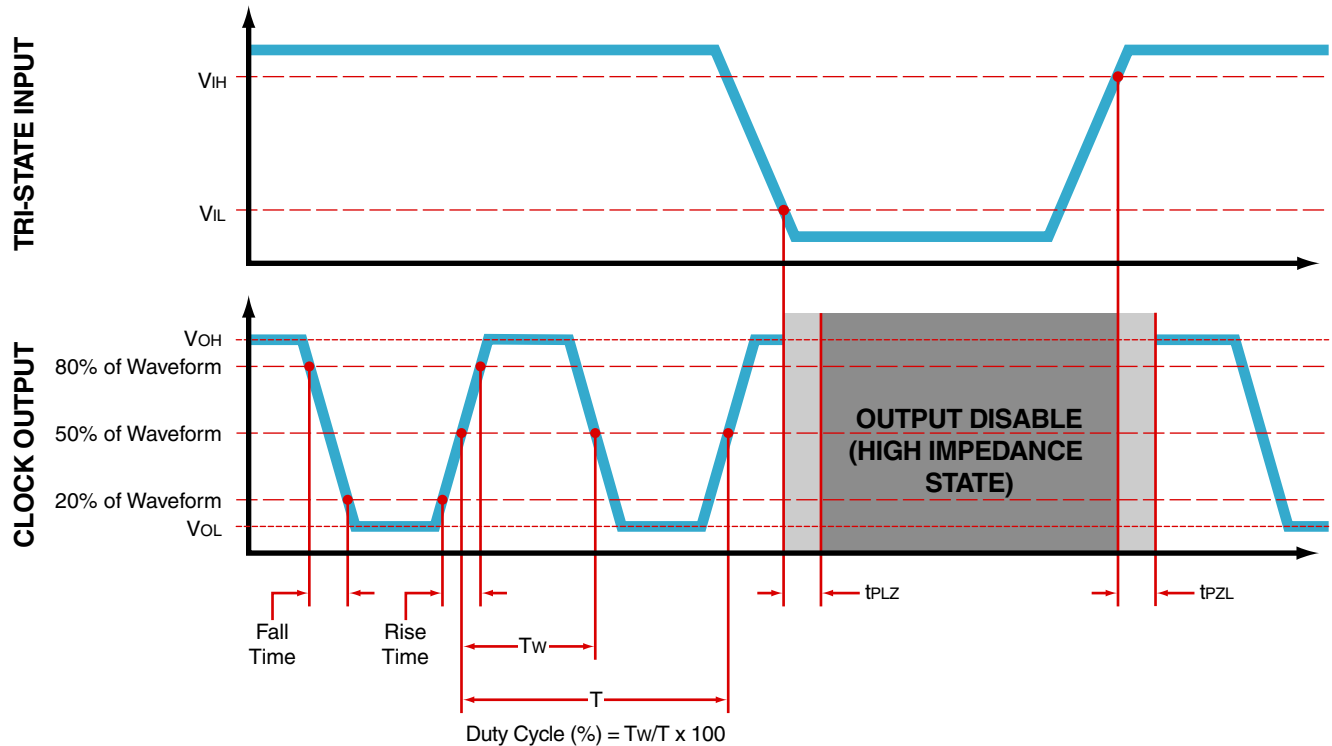 TRI-STATE INPUT
VIH
VIL
CLOCK OUTPUT
VOH
80% of Waveform
50% of Waveform
20% of Waveform
VOL
OUTPUT DISABLE
(HIGH IMPEDANCE
STATE)
tPLZ
tPZL
Fall
Time
Rise
Time
TW
T
Duty Cycle (%) = TW/T x 100